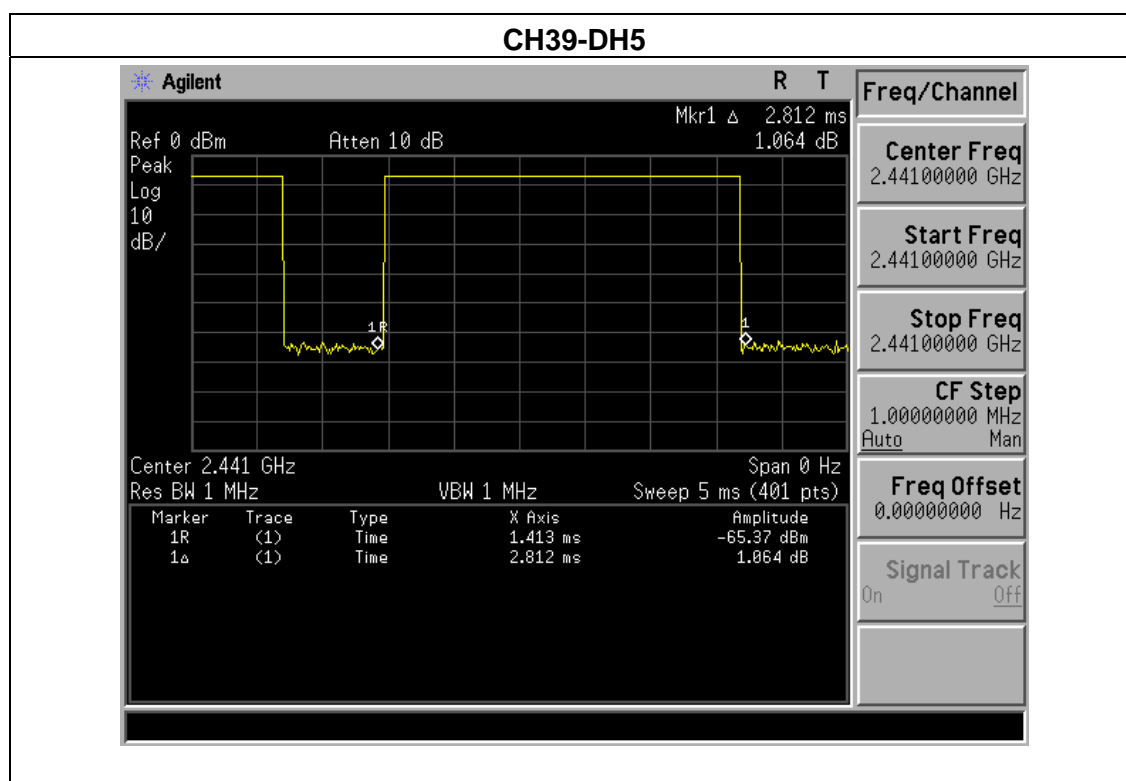 CH39-DH5
Agilent R T
Mkr1 Δ 2.812 ms
Ref 0 dBm Atten 10 dB 1.064 dB
Peak
Log
10
dB/
1R
1
Center 2.441 GHz Span 0 Hz
Res BW 1 MHz VBW 1 MHz Sweep 5 ms (401 pts)
Marker Trace Type X Axis Amplitude
1R (1) Time 1.413 ms -65.37 dBm
1Δ (1) Time 2.812 ms 1.064 dB
Freq/Channel
Center Freq
2.44100000 GHz
Start Freq
2.44100000 GHz
Stop Freq
2.44100000 GHz
CF Step
1.00000000 MHz
Auto Man
Freq Offset
0.00000000 Hz
Signal Track
On Off